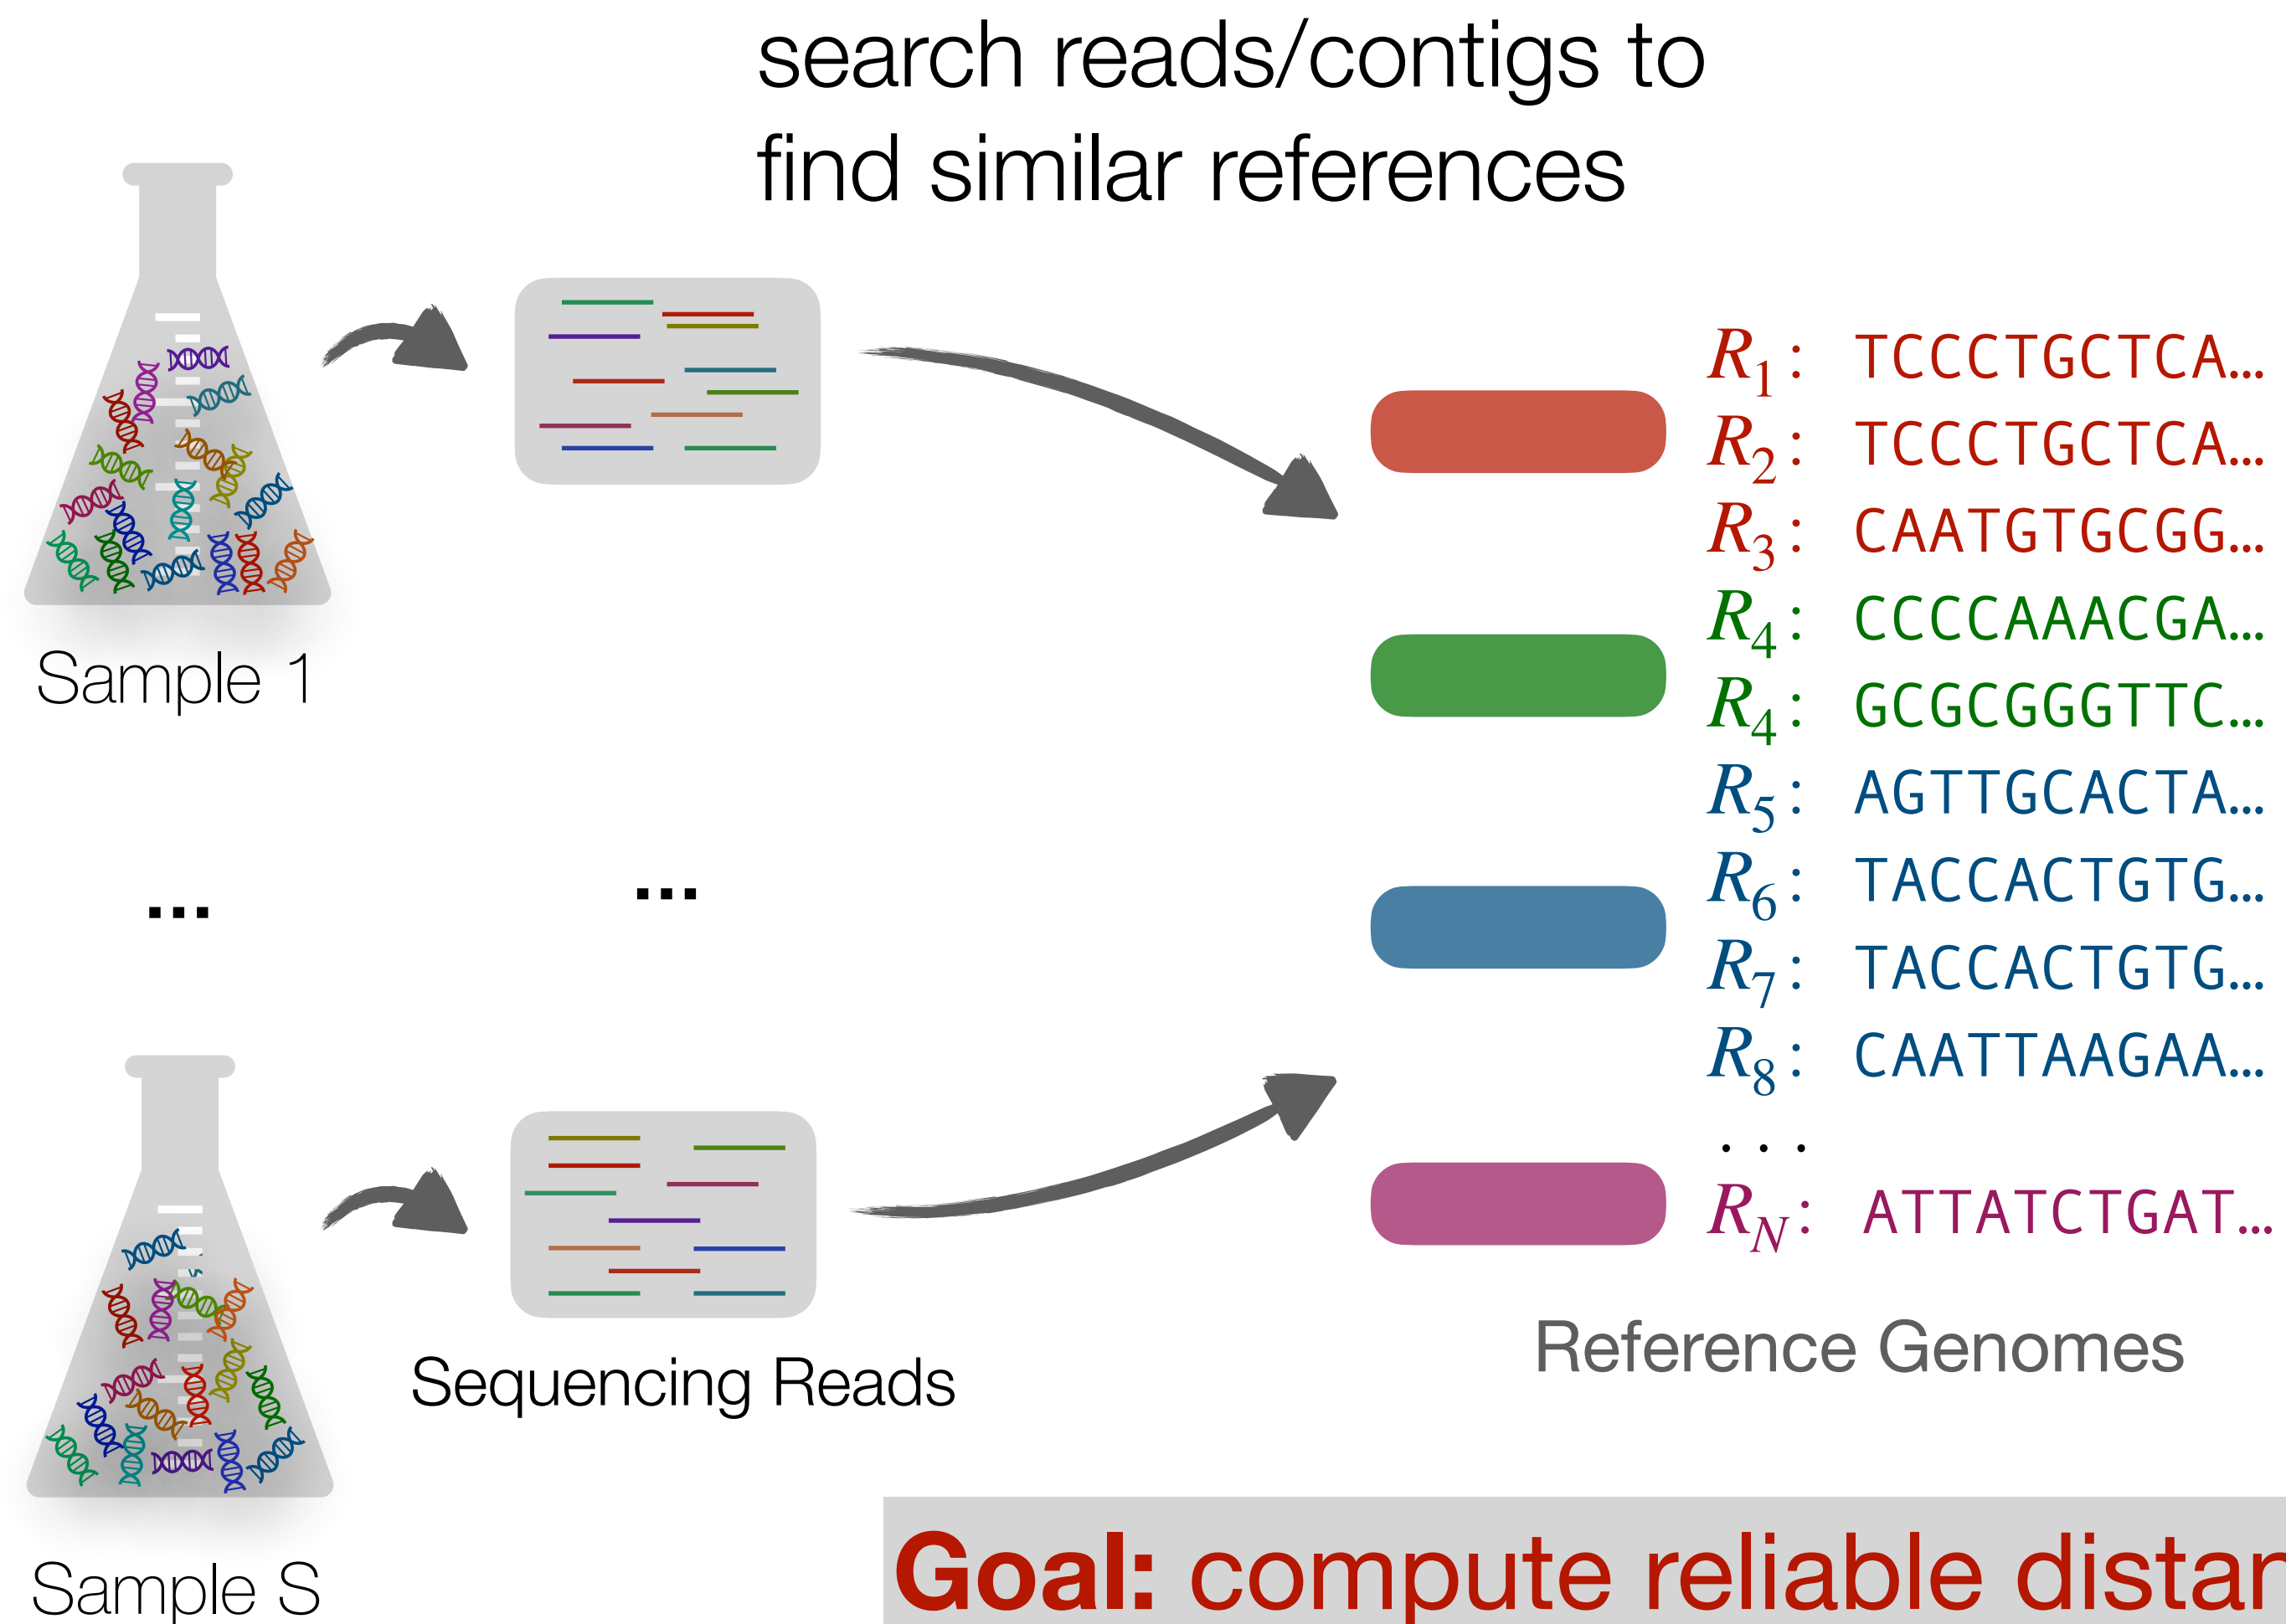 search reads/contigs to
find similar references
R1: TCCCTGCTCA...
R2: TCCCTGCTCA...
R3: CAATGTGCGG...
R4: CCCCAAACGA...
R4: GCGCGGGTTC...
R5: AGTTGCACTA...
R6: TACCACTGTG...
R7: TACCACTGTG...
R8: CAATTAAGAA...
...
RN: ATTATCTGAT...
Sample 1
...
...
Reference Genomes
Sequencing Reads
Sample S
Goal: compute reliable distan